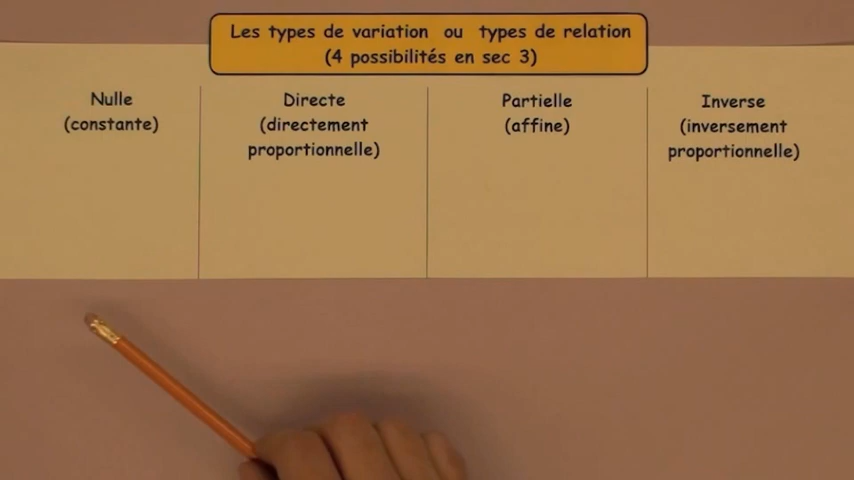 Les types de variation ou types de relation
(4 possibilités en sec 3)
Nulle
(constante)
Directe
(directement
proportionnelle)
Partielle
(affine)
Inverse
(inversement
proportionnelle)